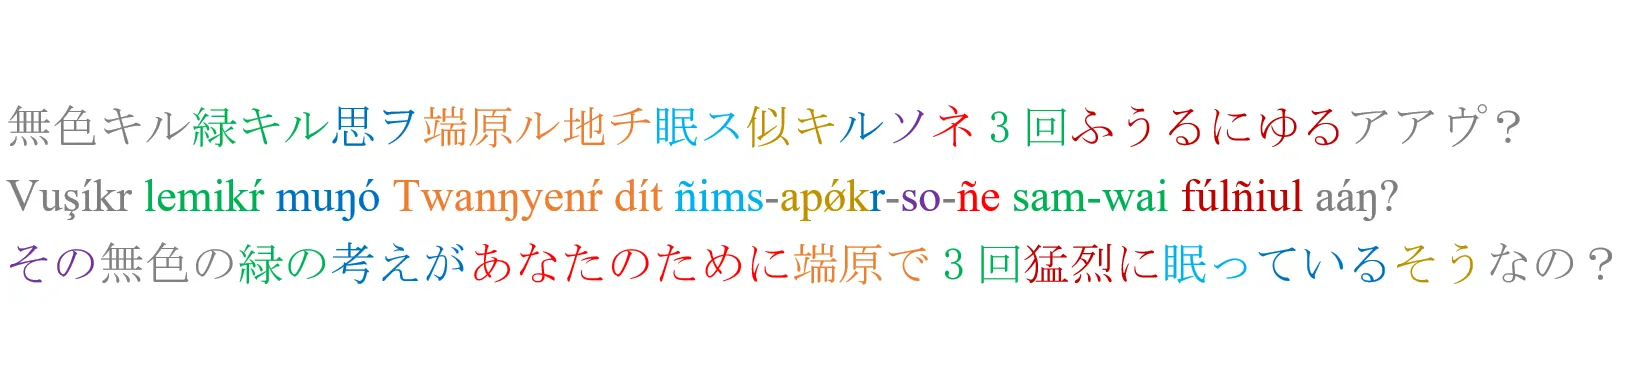 無色キル緑キル思ヲ端原ル地チ眠ス似キルソネ３回ふうるにゆるアアヴ゚？
Vuşíkr lemikŕ muŋó Twanŋyenŕ dít ñims-apǿkr-so-ñe sam-wai fúlñiul aáŋ?
その無色の緑の考えがあなたのために端原で３回猛烈に眠っているそうなの？